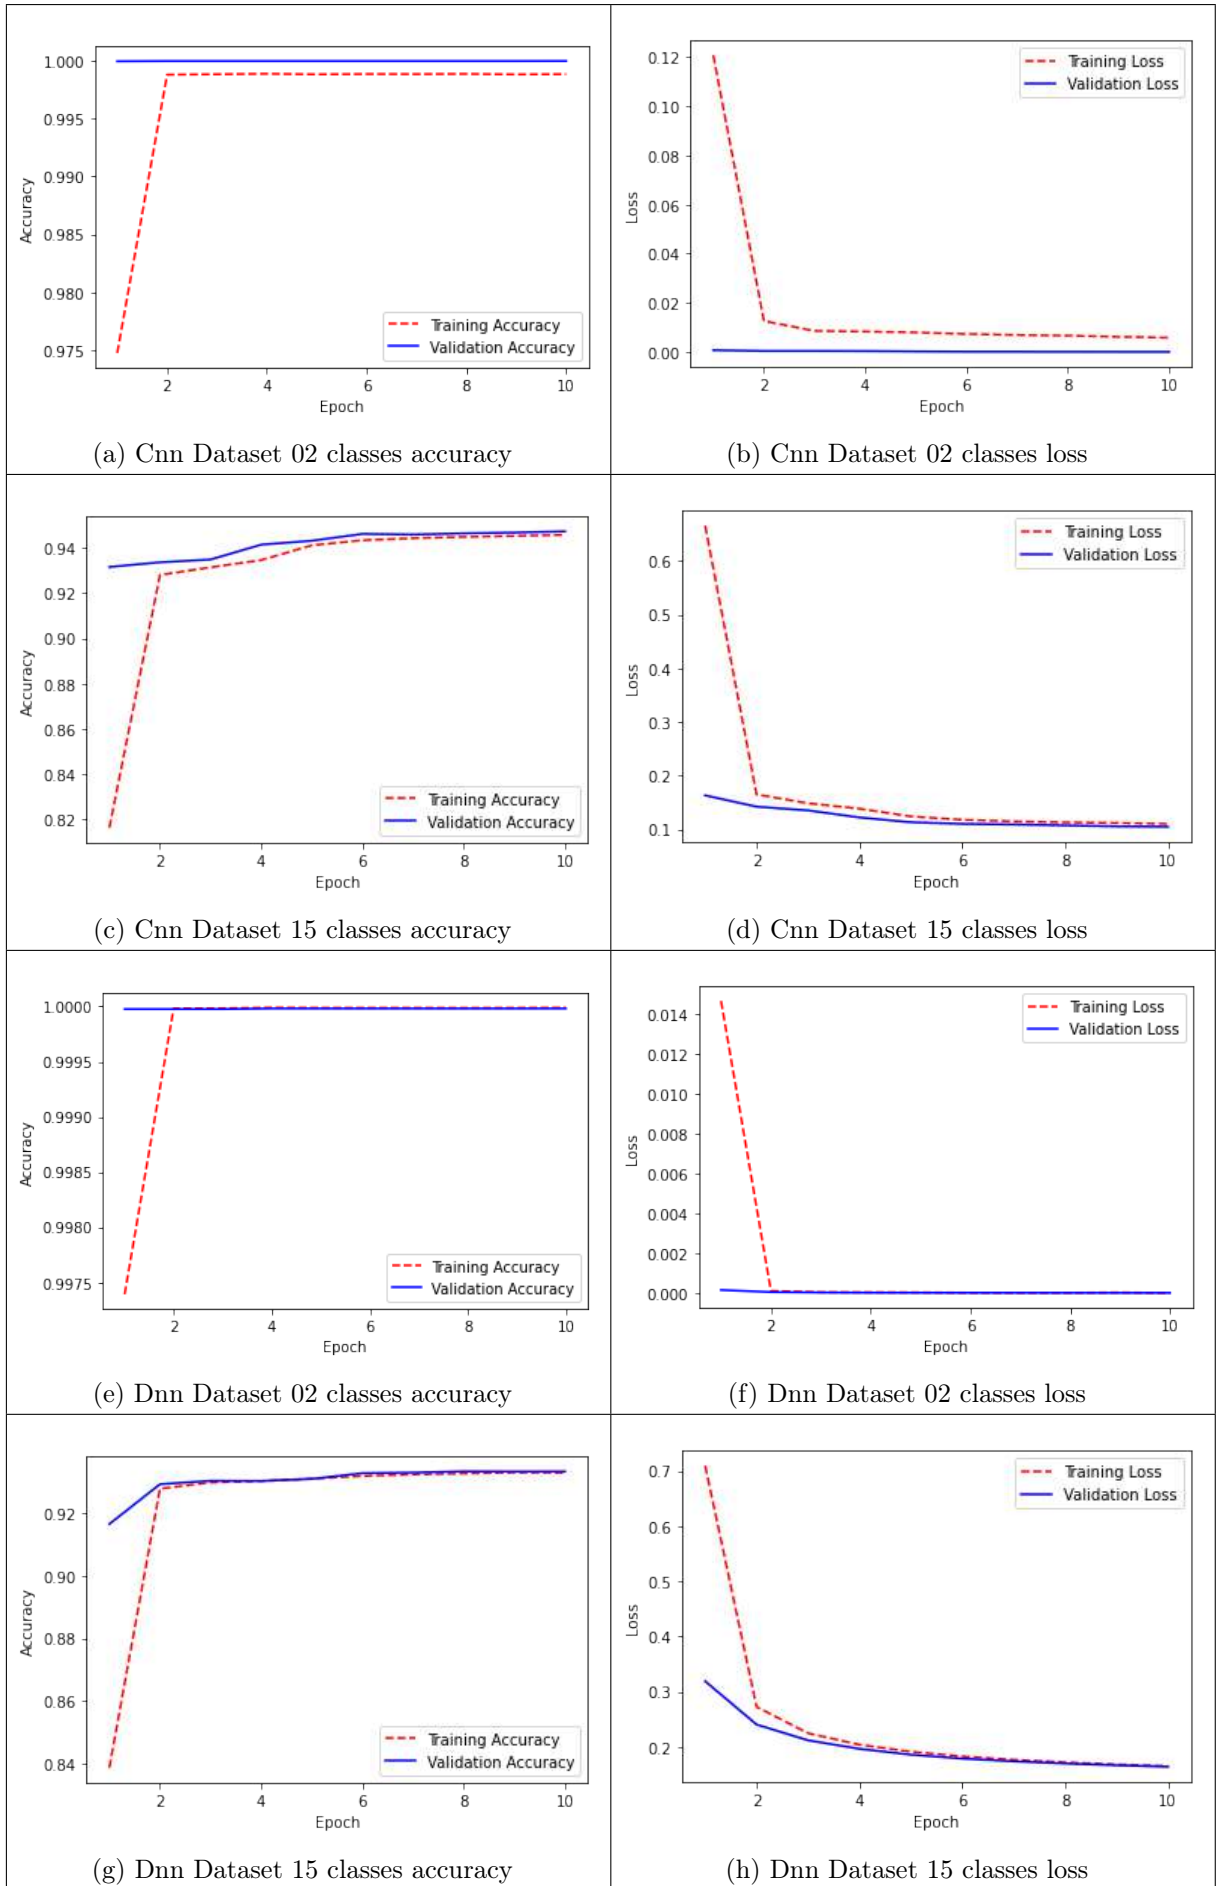 1.000
0.995
0.990
0.985
0.980
0.975
Accuracy
Training Accuracy
Validation Accuracy
2 4 6 8 10
Epoch
(a) Cnn Dataset 02 classes accuracy
0.12
0.10
0.08
0.06
0.04
0.02
0.00
Loss
Training Loss
Validation Loss
2 4 6 8 10
Epoch
(b) Cnn Dataset 02 classes loss
0.94
0.92
0.90
0.88
0.86
0.84
0.82
Accuracy
Training Accuracy
Validation Accuracy
2 4 6 8 10
Epoch
(c) Cnn Dataset 15 classes accuracy
0.6
0.5
0.4
0.3
0.2
0.1
Loss
Training Loss
Validation Loss
2 4 6 8 10
Epoch
(d) Cnn Dataset 15 classes loss
1.0000
0.9995
0.9990
0.9985
0.9980
0.9975
Accuracy
Training Accuracy
Validation Accuracy
2 4 6 8 10
Epoch
(e) Dnn Dataset 02 classes accuracy
0.014
0.012
0.010
0.008
0.006
0.004
0.002
0.000
Loss
Training Loss
Validation Loss
2 4 6 8 10
Epoch
(f) Dnn Dataset 02 classes loss
0.92
0.90
0.88
0.86
0.84
Accuracy
Training Accuracy
Validation Accuracy
2 4 6 8 10
Epoch
(g) Dnn Dataset 15 classes accuracy
0.7
0.6
0.5
0.4
0.3
0.2
Loss
Training Loss
Validation Loss
2 4 6 8 10
Epoch
(h) Dnn Dataset 15 classes loss